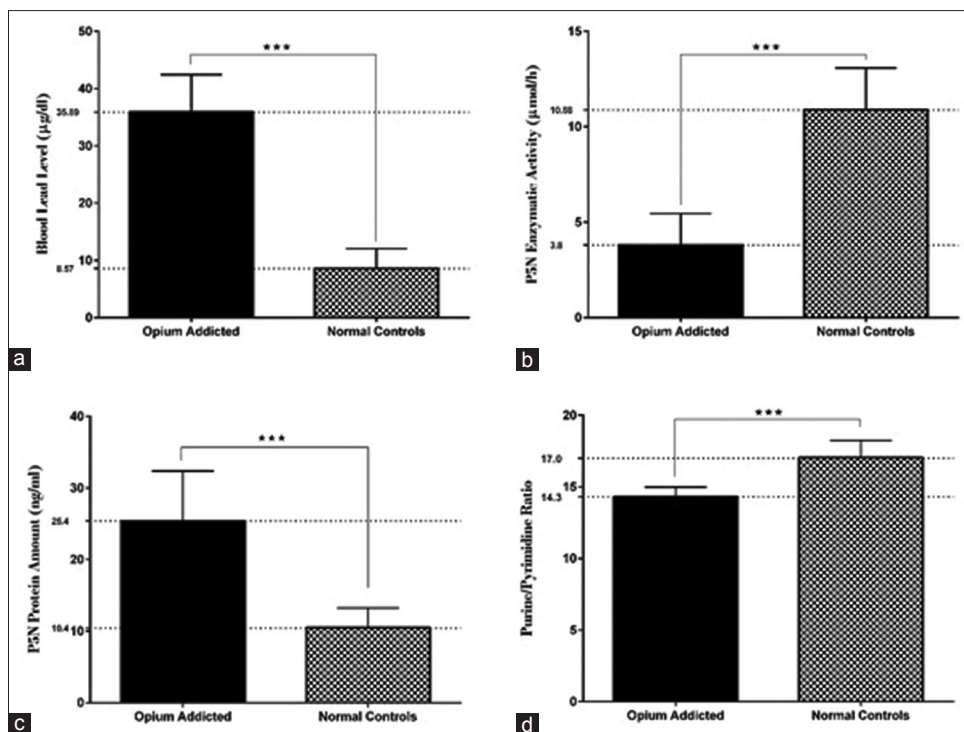 Blood Lead Level (µg/dl)
50
40
35.89
30
20
10
8.57
0
***
Opium Addicted
Normal Controls
a
P5N Enzymatic Activity (µmol/h)
15
10.88
10
5
3.8
0
***
Opium Addicted
Normal Controls
b
P5N Protein Amount (ng/ml)
40
30
25.4
20
10.4
10
0
***
Opium Addicted
Normal Controls
c
Purine/Pyrimidine Ratio
20
17.0
15
14.3
10
5
0
***
Opium Addicted
Normal Controls
d